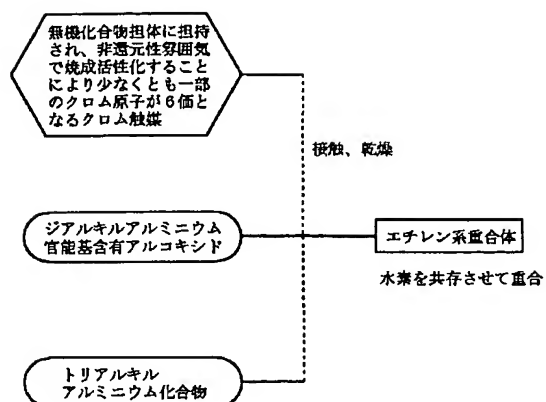 無機化合物担体に担持
され、非還元性雰囲気
で焼成活性化すること
により少なくとも一部
のクロム原子が6価と
なるクロム触媒
接触、乾燥
ジアルキルアルミニウム
官能基含有アルコキシド
エチレン系重合体
水素を共存させて重合
トリアルキル
アルミニウム化合物